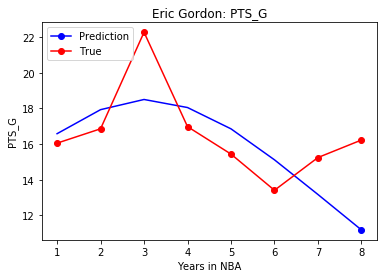 Eric Gordon: PTS_G
Prediction
True
22
20
18
16
14
12
PTS_G
1 2 3 4 5 6 7 8
Years in NBA